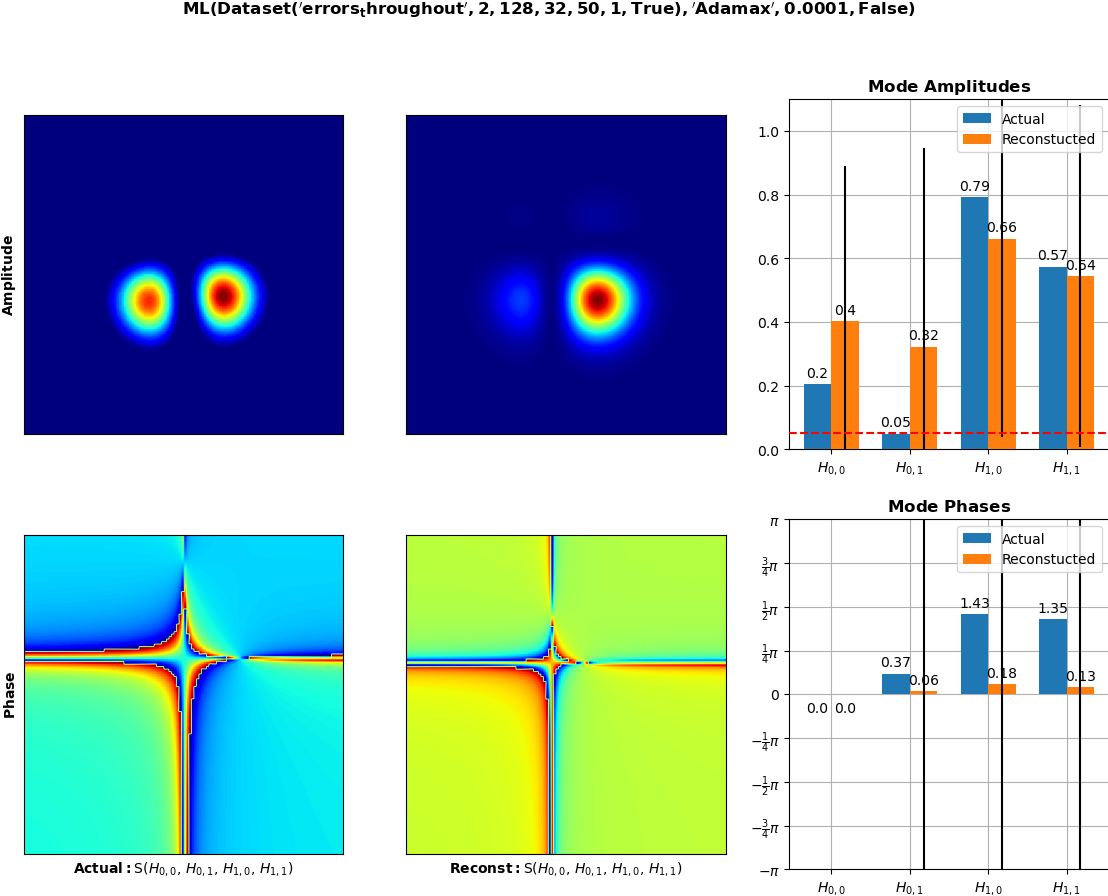 ML(Dataset('errors_throughout', 2, 128, 32, 50, 1, True), 'Adamax', 0.0001, False)
Amplitude
Mode Amplitudes
Actual
Reconstucted
1.0
0.8
0.6
0.4
0.2
0.0
0.2
0.4
0.05
0.32
0.79
0.66
0.57
0.54
H0,0
H0,1
H1,0
H1,1
Phase
Actual: S(H0,0, H0,1, H1,0, H1,1)
Reconst: S(H0,0, H0,1, H1,0, H1,1)
Mode Phases
Actual
Reconstucted
π
3/4π
1/2π
1/4π
0
−1/4π
−1/2π
−3/4π
−π
0.0
0.0
0.37
0.06
1.43
0.18
1.35
0.13
H0,0
H0,1
H1,0
H1,1